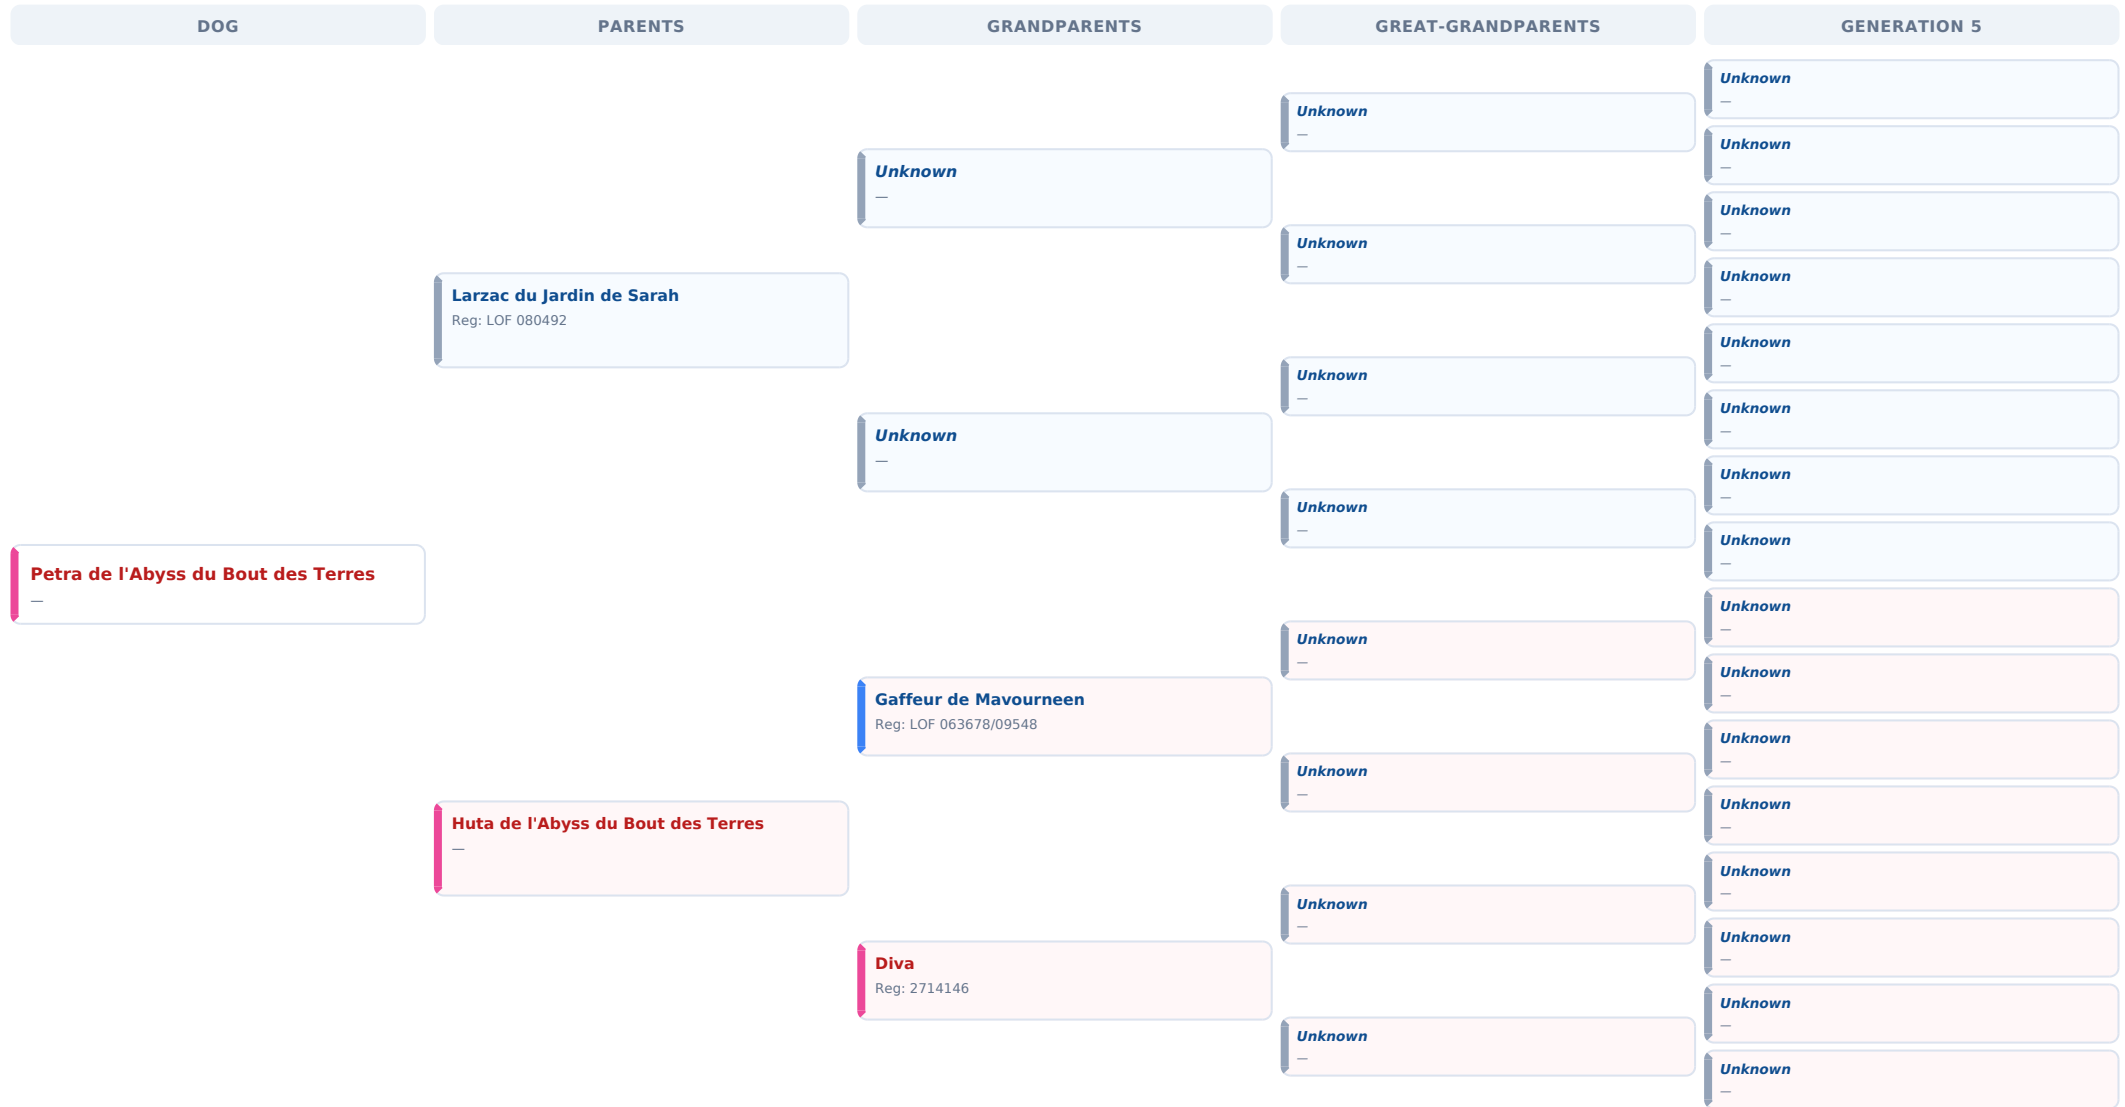 DOG
PARENTS
GRANDPARENTS
GREAT-GRANDPARENTS
GENERATION 5
Petra de l'Abyss du Bout des Terres
—
Larzac du Jardin de Sarah
Reg: LOF 080492
Huta de l'Abyss du Bout des Terres
—
Unknown
—
Unknown
—
Gaffeur de Mavourneen
Reg: LOF 063678/09548
Diva
Reg: 2714146
Unknown
—
Unknown
—
Unknown
—
Unknown
—
Unknown
—
Unknown
—
Unknown
—
Unknown
—
Unknown
—
Unknown
—
Unknown
—
Unknown
—
Unknown
—
Unknown
—
Unknown
—
Unknown
—
Unknown
—
Unknown
—
Unknown
—
Unknown
—
Unknown
—
Unknown
—
Unknown
—
Unknown
—